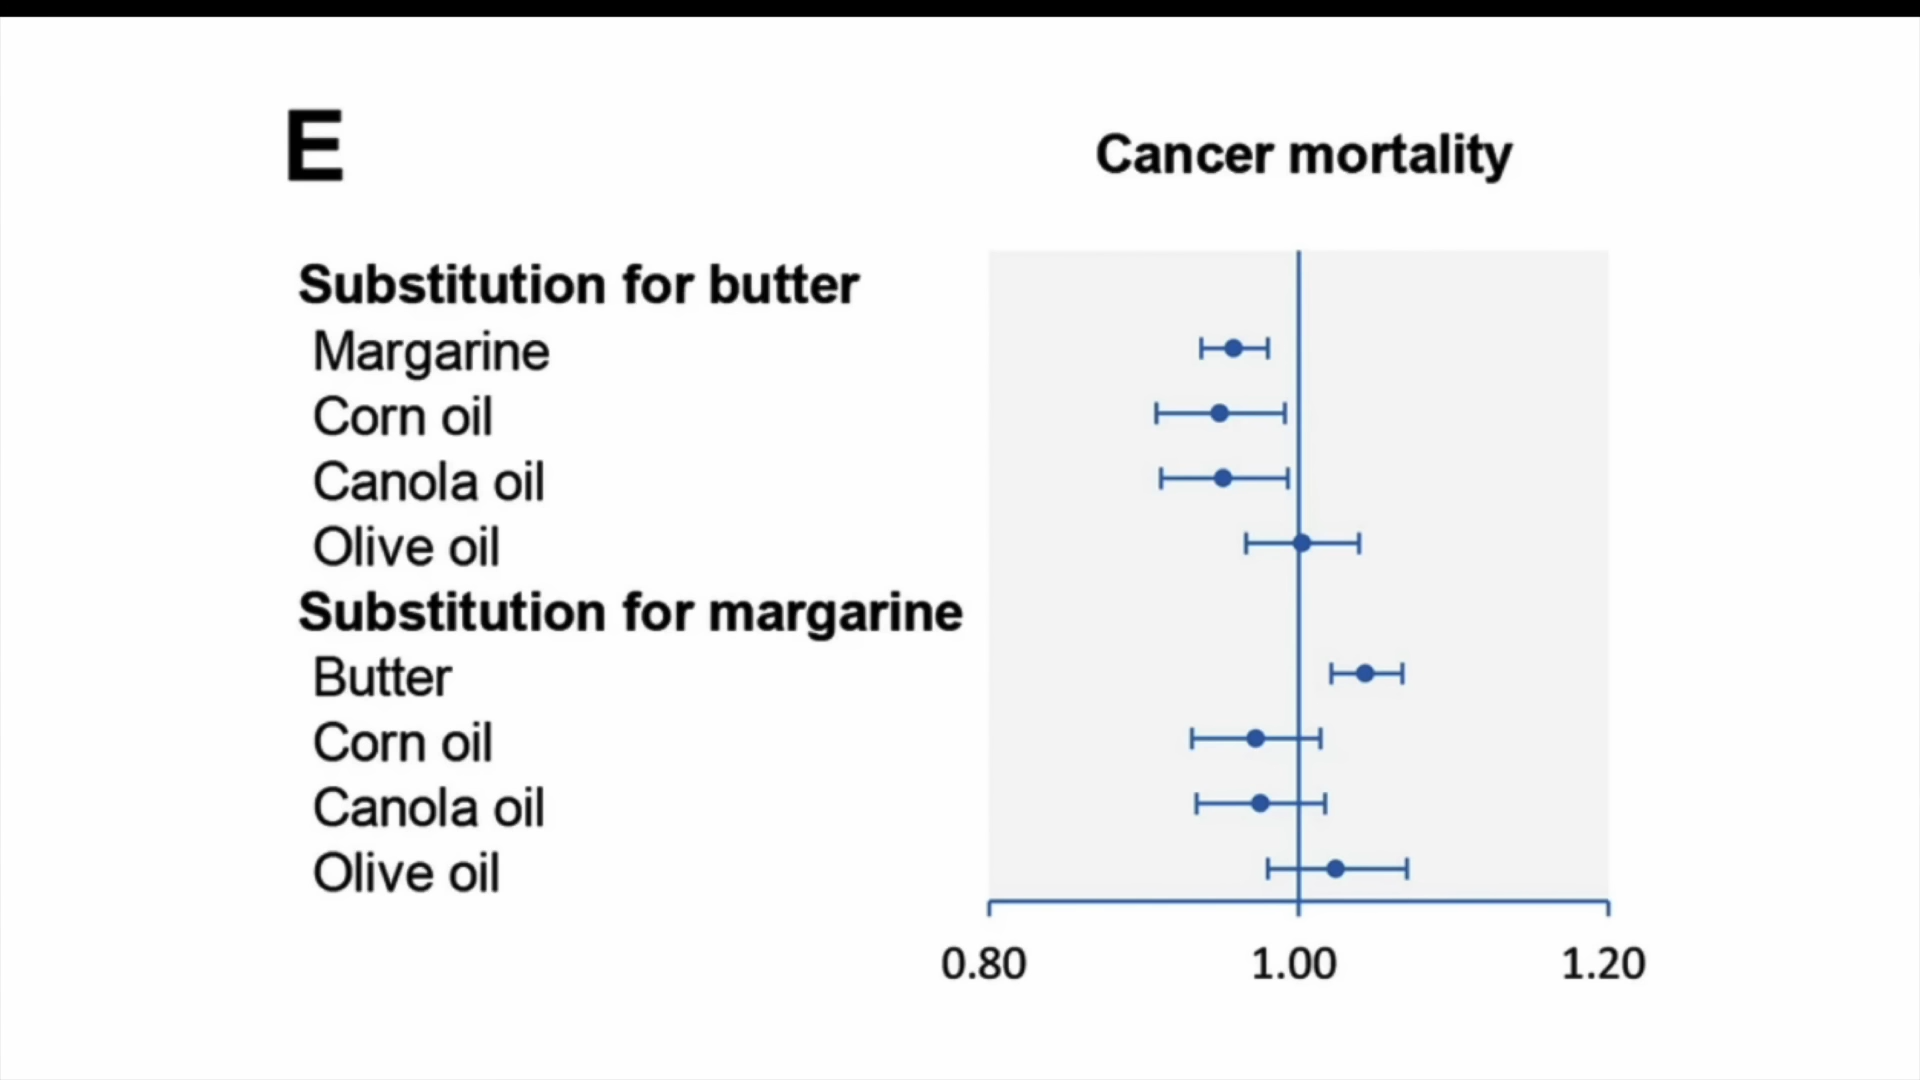 E
Cancer mortality
Substitution for butter
Margarine
Corn oil
Canola oil
Olive oil
Substitution for margarine
Butter
Corn oil
Canola oil
Olive oil
0.80 1.00 1.20